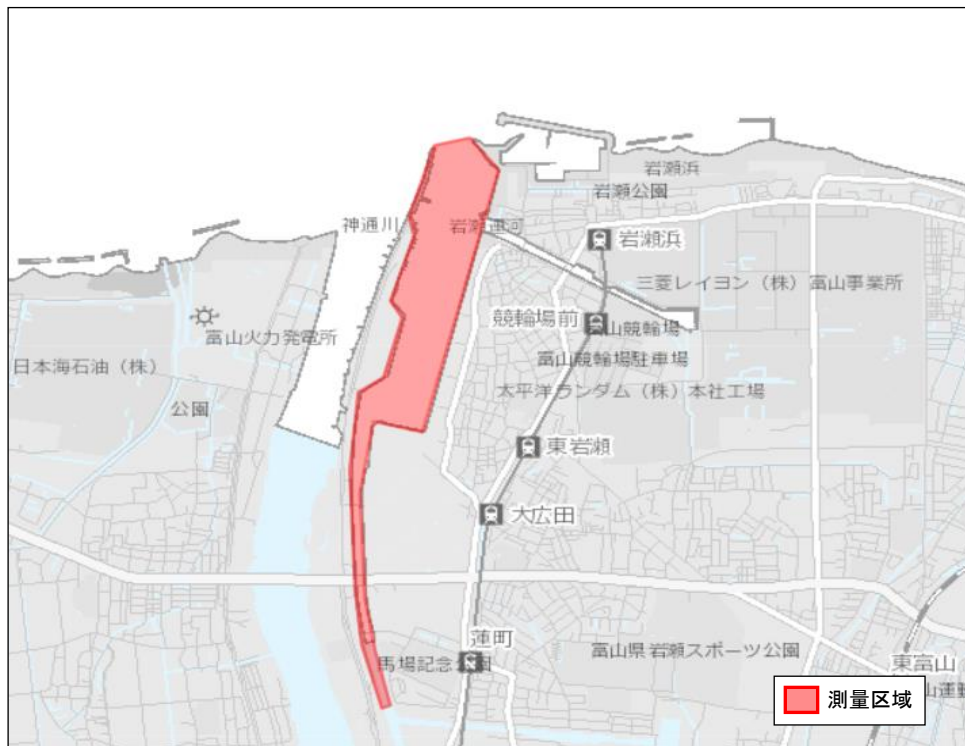 岩瀬浜
岩瀬公園
神通川
岩瀬運河
岩瀬浜
三菱レイヨン（株）富山事業所
競輪場前
山競輪場
富山火力発電所
富山競輪場駐車場
日本海石油（株）
太平洋ランダム（株）本社工場
公園
東岩瀬
大広田
蓮町
馬場記念公園
富山県岩瀬スポーツ公園
東富山
山運動
測量区域